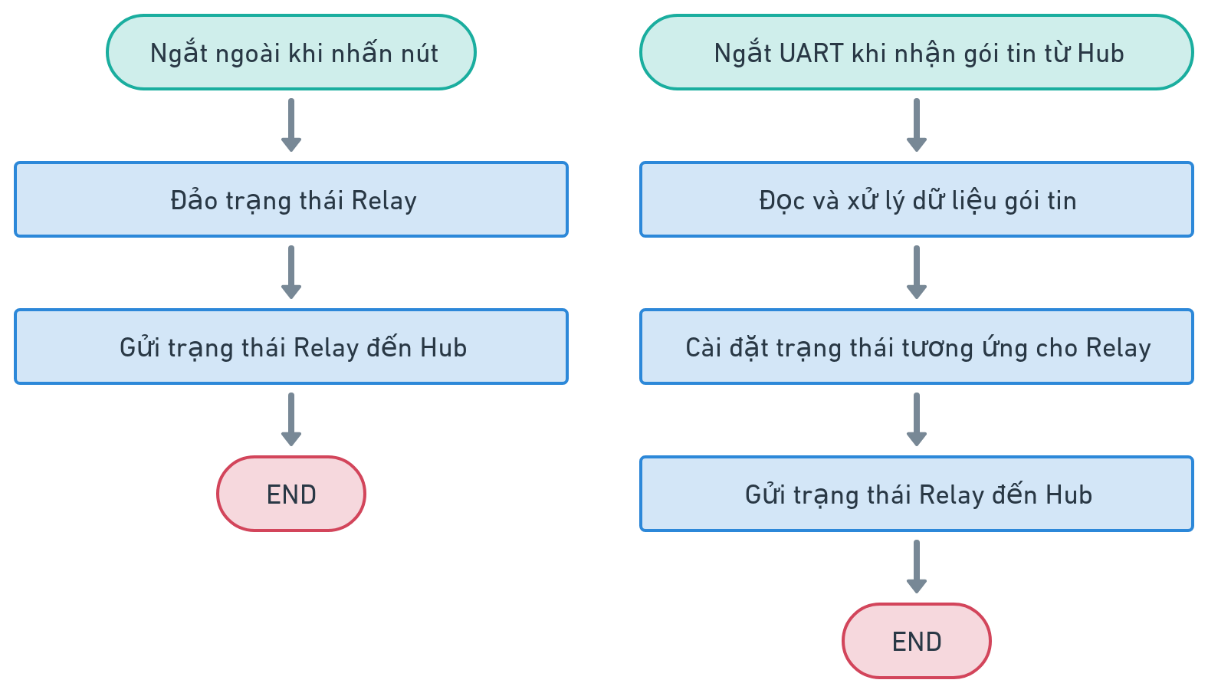 Ngắt ngoài khi nhấn nút
Đảo trạng thái Relay
Gửi trạng thái Relay đến Hub
END
Ngắt UART khi nhận gói tin từ Hub
Đọc và xử lý dữ liệu gói tin
Cài đặt trạng thái tương ứng cho Relay
Gửi trạng thái Relay đến Hub
END